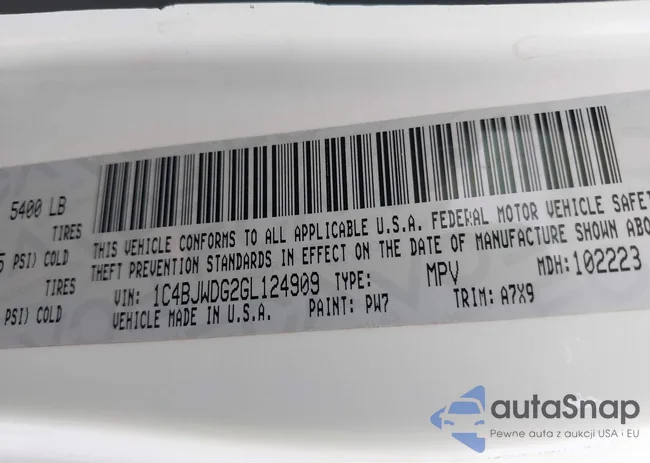 5400 LB
TIRES
PSI) COLD
TIRES
PSI) COLD
THIS VEHICLE CONFORMS TO ALL APPLICABLE U.S.A. FEDERAL MOTOR VEHICLE SAFET
THEFT PREVENTION STANDARDS IN EFFECT ON THE DATE OF MANUFACTURE SHOWN ABO
VIN: 1C4BJWDG2GL124909 TYPE: MPV MDH:102223
VEHICLE MADE IN U.S.A. PAINT: PW7 TRIM: A7X9
autaSnap
Pewne auta z aukcji USA i EU